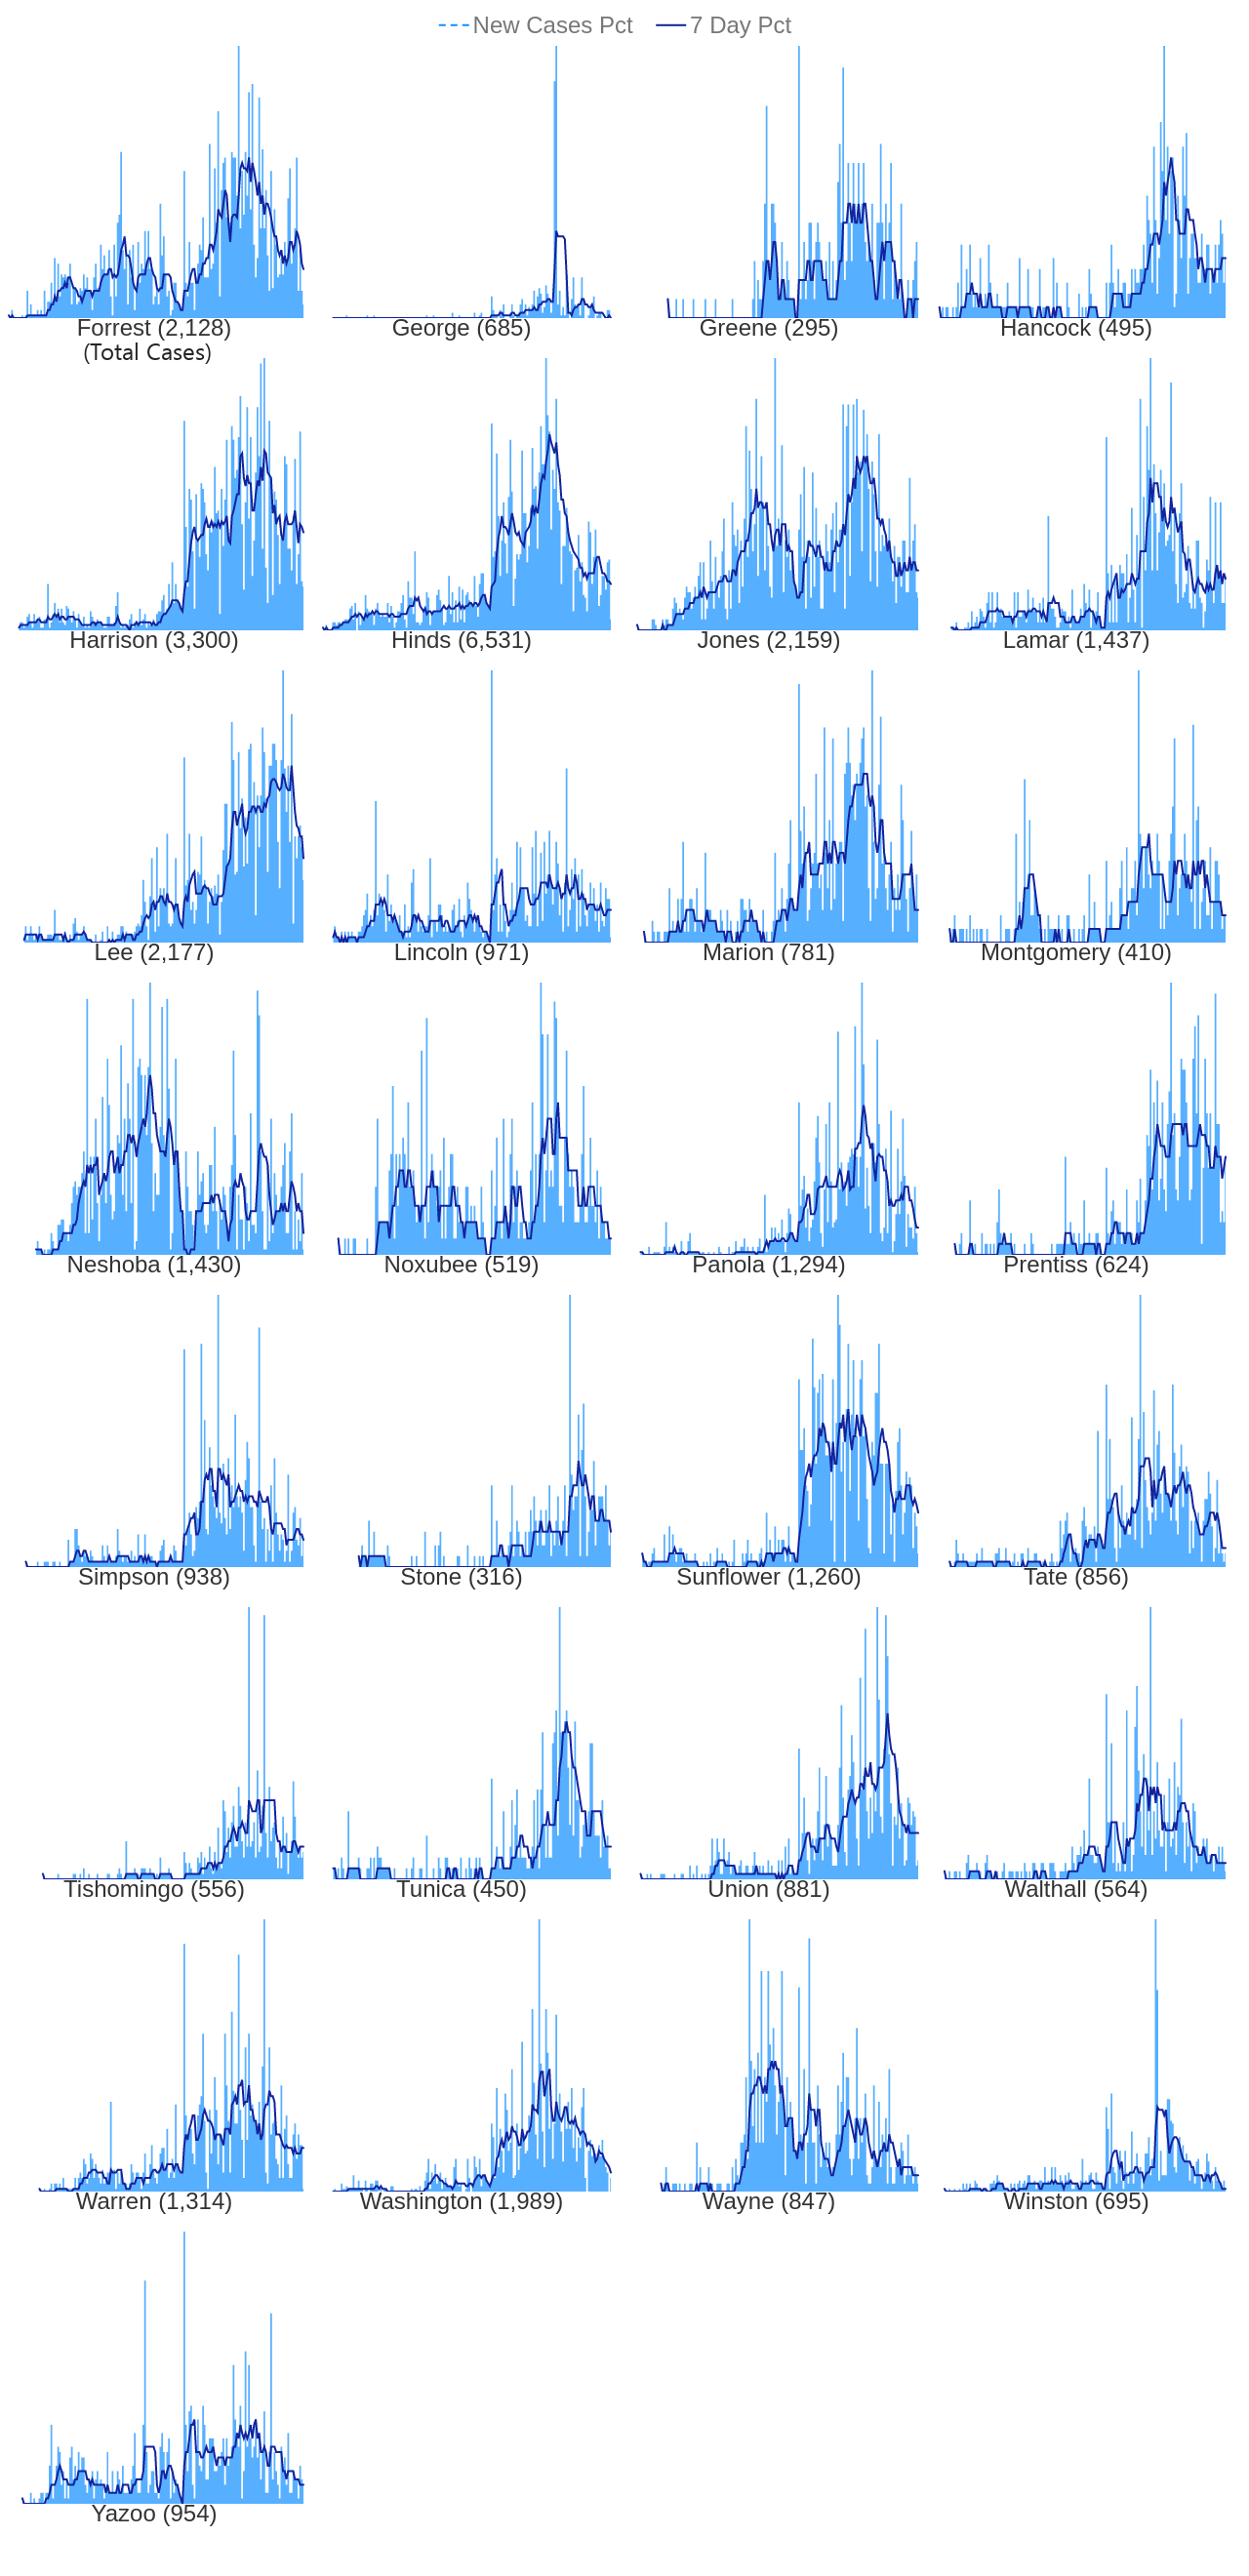 New Cases Pct 7 Day Pct
Forrest (2,128) George (685) Greene (295) Hancock (495)
(Total Cases)
Harrison (3,300) Hinds (6,531) Jones (2,159) Lamar (1,437)
Lee (2,177) Lincoln (971) Marion (781) Montgomery (410)
Neshoba (1,430) Noxubee (519) Panola (1,294) Prentiss (624)
Simpson (938) Stone (316) Sunflower (1,260) Tate (856)
Tishomingo (556) Tunica (450) Union (881) Walthall (564)
Warren (1,314) Washington (1,989) Wayne (847) Winston (695)
Yazoo (954)